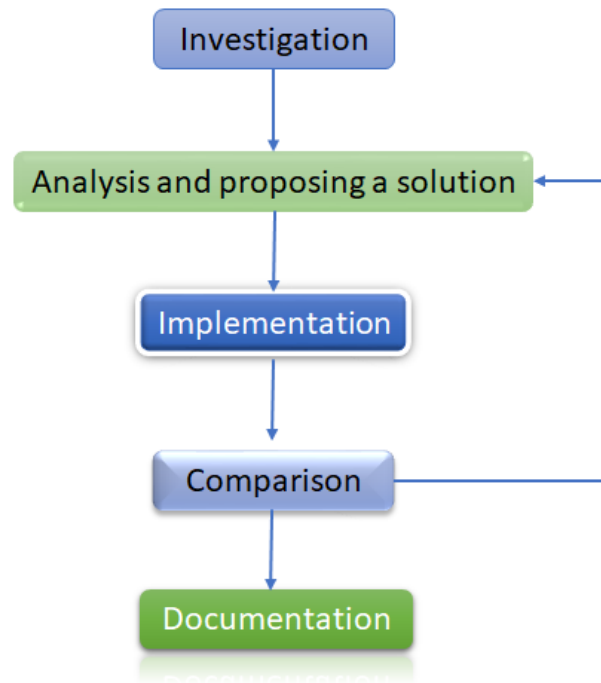 Investigation
Analysis and proposing a solution
Implementation
Comparison
Documentation